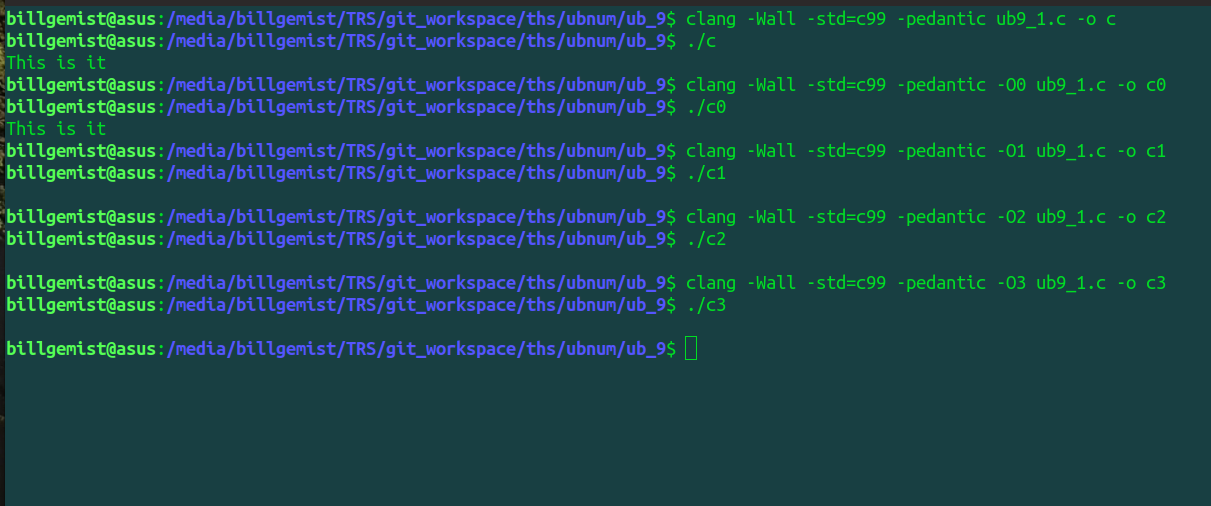 billgemist@asus:/media/billgemist/TRS/git_workspace/ths/ubnum/ub_9$ clang -Wall -std=c99 -pedantic ub9_1.c -o c
billgemist@asus:/media/billgemist/TRS/git_workspace/ths/ubnum/ub_9$ ./c
This is it
billgemist@asus:/media/billgemist/TRS/git_workspace/ths/ubnum/ub_9$ clang -Wall -std=c99 -pedantic -O0 ub9_1.c -o c0
billgemist@asus:/media/billgemist/TRS/git_workspace/ths/ubnum/ub_9$ ./c0
This is it
billgemist@asus:/media/billgemist/TRS/git_workspace/ths/ubnum/ub_9$ clang -Wall -std=c99 -pedantic -O1 ub9_1.c -o c1
billgemist@asus:/media/billgemist/TRS/git_workspace/ths/ubnum/ub_9$ ./c1
billgemist@asus:/media/billgemist/TRS/git_workspace/ths/ubnum/ub_9$ clang -Wall -std=c99 -pedantic -O2 ub9_1.c -o c2
billgemist@asus:/media/billgemist/TRS/git_workspace/ths/ubnum/ub_9$ ./c2
billgemist@asus:/media/billgemist/TRS/git_workspace/ths/ubnum/ub_9$ clang -Wall -std=c99 -pedantic -O3 ub9_1.c -o c3
billgemist@asus:/media/billgemist/TRS/git_workspace/ths/ubnum/ub_9$ ./c3
billgemist@asus:/media/billgemist/TRS/git_workspace/ths/ubnum/ub_9$